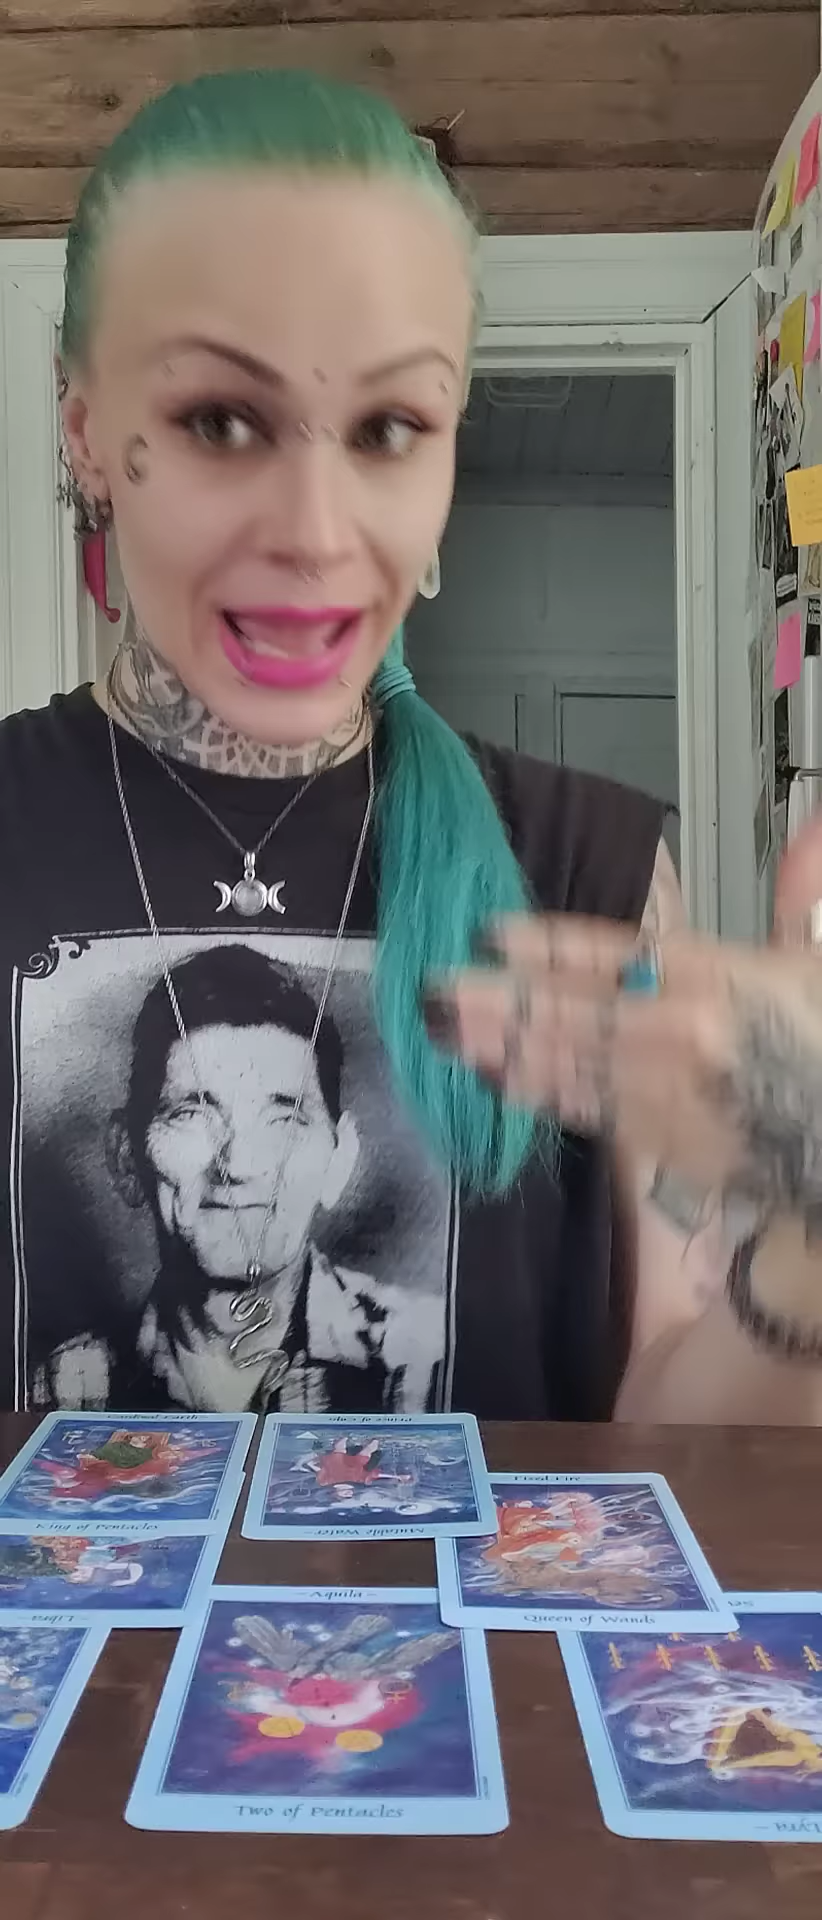 Cardinal Earth
King of Pentacles
Prince of Cups
Mutable Water
Fixed Fire
Queen of Wands
Libra
Aquila
Two of Pentacles
Set
Lyra